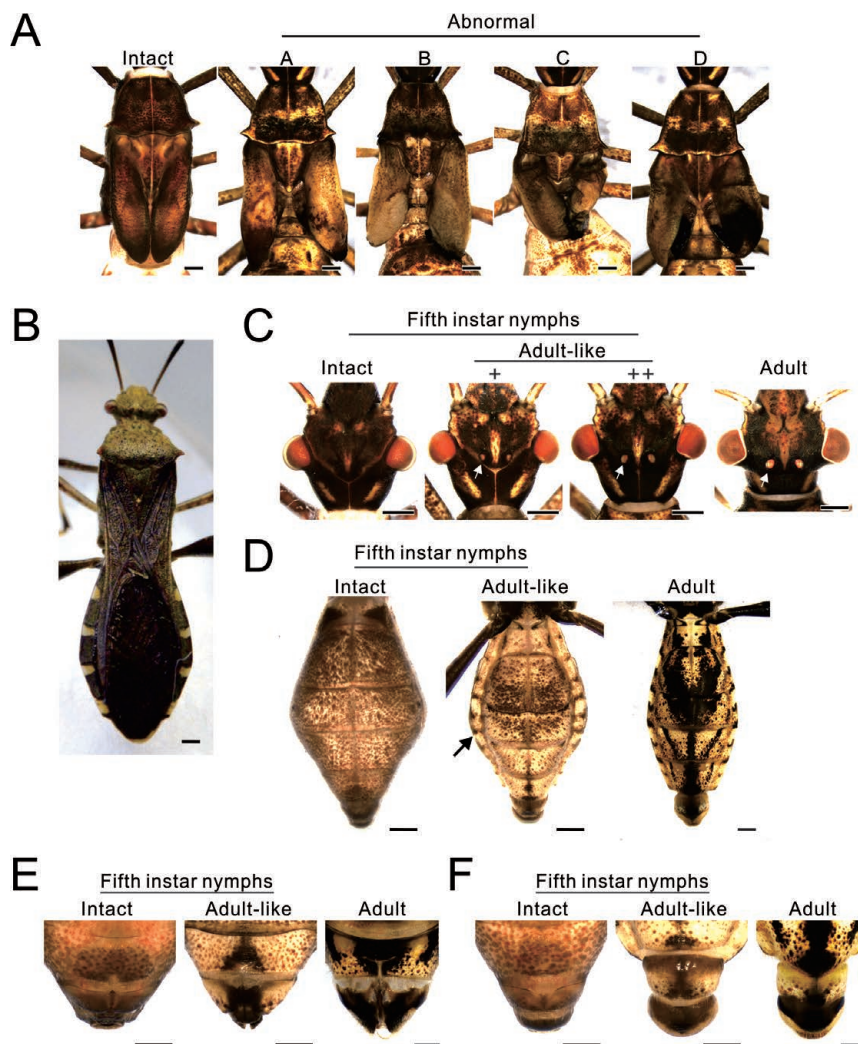 A
Abnormal
Intact A B C D
B
C
Fifth instar nymphs
Adult-like
Intact + ++ Adult
D
Fifth instar nymphs
Intact Adult-like Adult
E
Fifth instar nymphs
Intact Adult-like Adult
F
Fifth instar nymphs
Intact Adult-like Adult